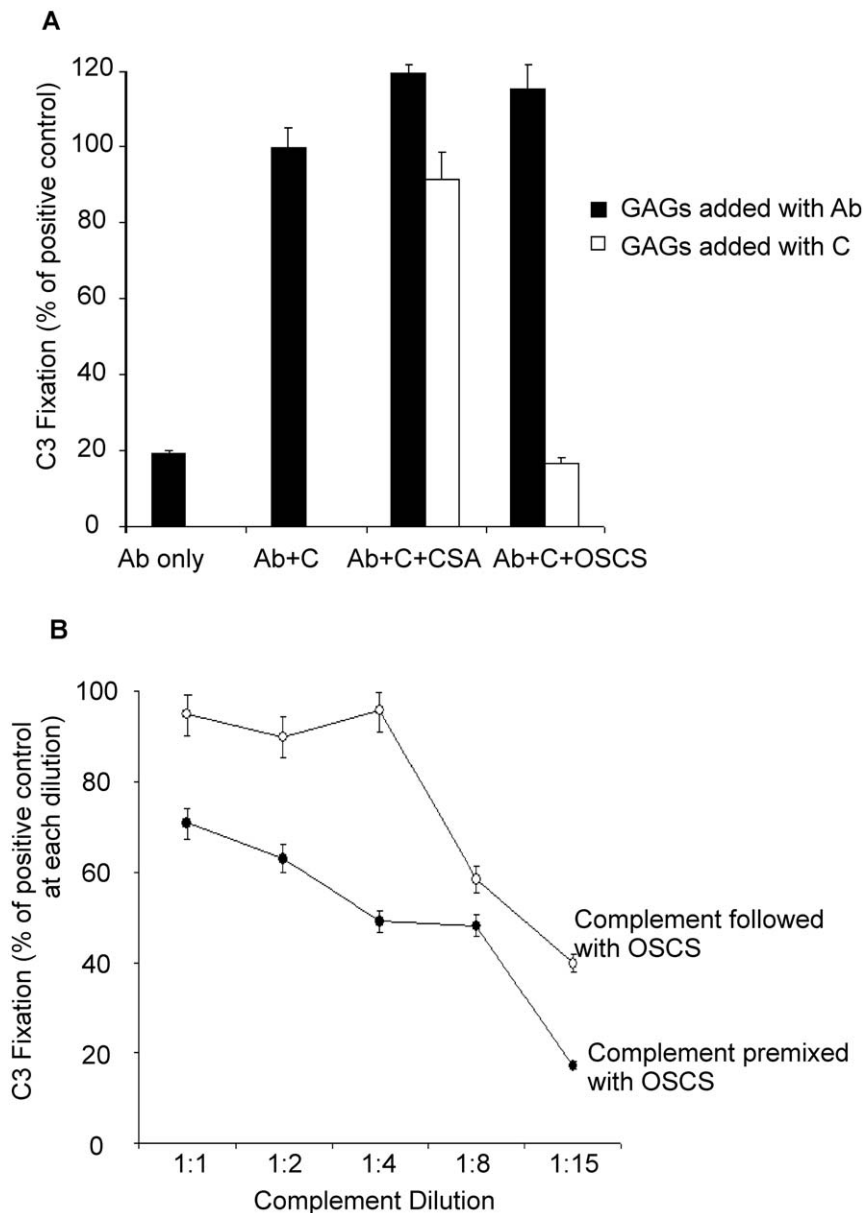 A
C3 Fixation (% of positive control)
120
100
80
60
40
20
0
Ab only
Ab+C
Ab+C+CSA
Ab+C+OSCS
GAGs added with Ab
GAGs added with C
B
C3 Fixation (% of positive control
at each dilution)
100
80
60
40
20
0
Complement followed
with OSCS
Complement premixed
with OSCS
1:1
1:2
1:4
1:8
1:15
Complement Dilution